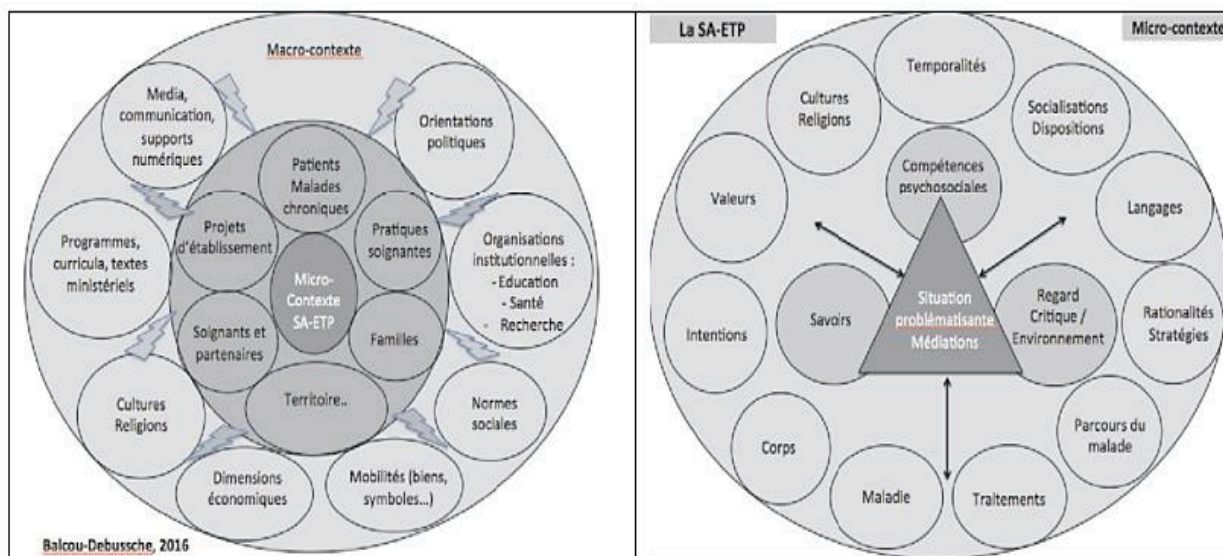 Macro-contexte
Media,
communication,
supports
numériques
Orientations
politiques
Patients
Malades
chroniques
Projets
d'établissement
Pratiques
soignantes
Programmes,
curricula, textes
ministériels
Organisations
institutionnelles :
- Education
- Santé
- Recherche
Micro-
Contexte
SA-ETP
Soignants et
partenaires
Familles
Territoire..
Cultures
Religions
Normes
sociales
Dimensions
économiques
Mobilités (biens,
symboles...)
Balcou-Debussche, 2016
La SA-ETP
Micro-contexte
Temporalités
Cultures
Religions
Socialisations
Dispositions
Compétences
psychosociales
Valeurs
Langages
Intentions
Savoirs
Situation
problématisante
Médiations
Regard
Critique /
Environnement
Rationalités
Stratégies
Corps
Parcours du
malade
Maladie
Traitements